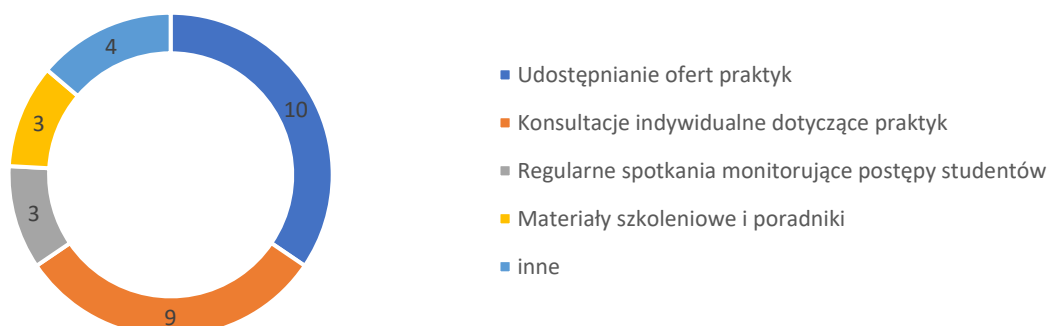 4
10
3
3
9
Udostępnianie ofert praktyk
Konsultacje indywidualne dotyczące praktyk
Regularne spotkania monitorujące postępy studentów
Materiały szkoleniowe i poradniki
inne